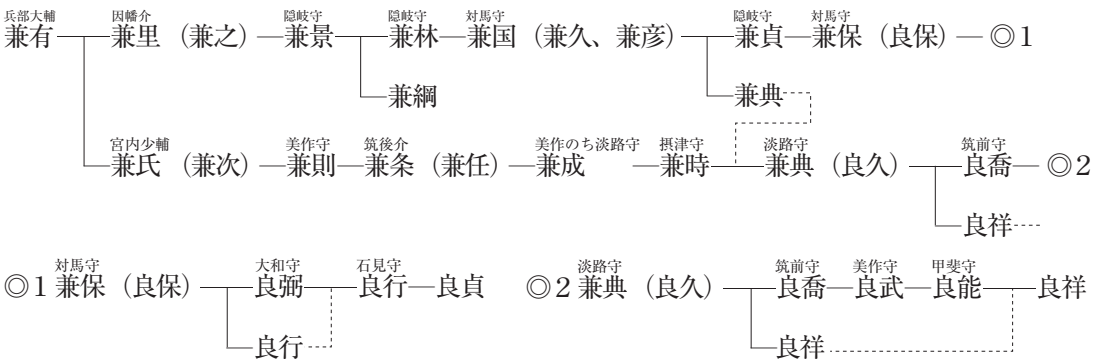 兵部大輔 因幡介 隠岐守 隠岐守 対馬守 隠岐守 対馬守
兼有 兼里（兼之） 兼景 兼林 兼国（兼久、兼彦） 兼貞 兼保（良保） ◎1
兼綱 兼典
宮内少輔 美作守 筑後介 美作のち淡路守 摂津守 淡路守 筑前守
兼氏（兼次） 兼則 兼条（兼任） 兼成 兼時 兼典（良久） 良喬 ◎2
良祥
対馬守 大和守 石見守 淡路守 筑前守 美作守 甲斐守
◎1 兼保（良保） 良弼 良行 良貞 ◎2 兼典（良久） 良喬 良武 良能 良祥
良行 良祥